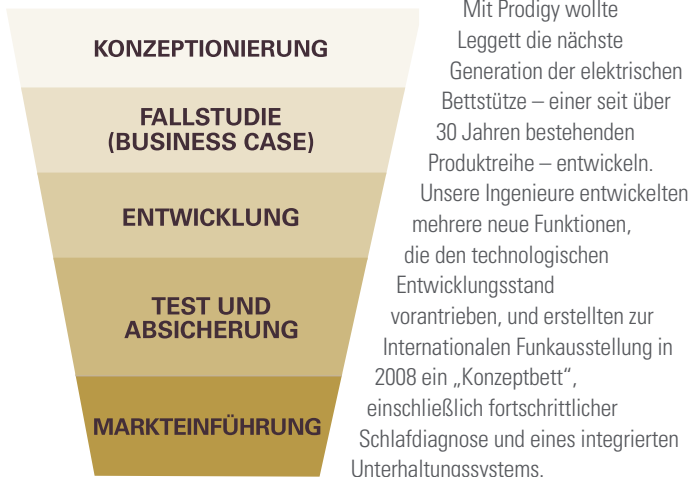 KONZEPTIONIERUNG
FALLSTUDIE
(BUSINESS CASE)
ENTWICKLUNG
TEST UND
ABSICHERUNG
MARKTEINFÜHRUNG
Mit Prodigy wollte
Leggett die nächste
Generation der elektrischen
Bettstütze – einer seit über
30 Jahren bestehenden
Produktreihe – entwickeln.
Unsere Ingenieure entwickelten
mehrere neue Funktionen,
die den technologischen
Entwicklungsstand
vorantrieben, und erstellten zur
Internationalen Funkausstellung in
2008 ein „Konzeptbett“,
einschließlich fortschrittlicher
Schlafdiagnose und eines integrierten
Unterhaltungssystems.